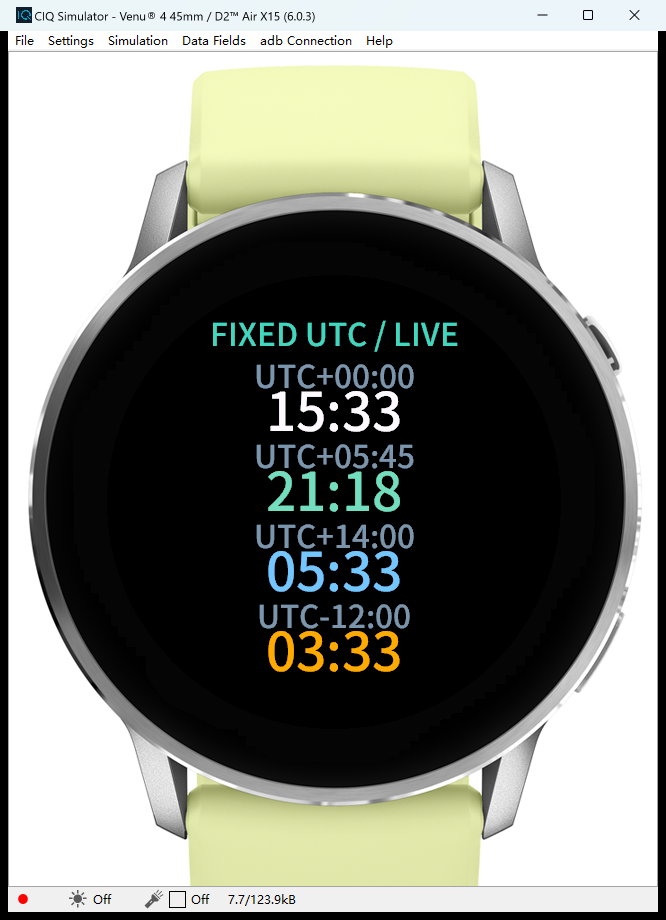 CIQ Simulator - Venu® 4 45mm / D2™ Air X15 (6.0.3)
File Settings Simulation Data Fields adb Connection Help
FIXED UTC / LIVE
UTC+00:00
15:33
UTC+05:45
21:18
UTC+14:00
05:33
UTC-12:00
03:33
Off Off 7.7/123.9kB